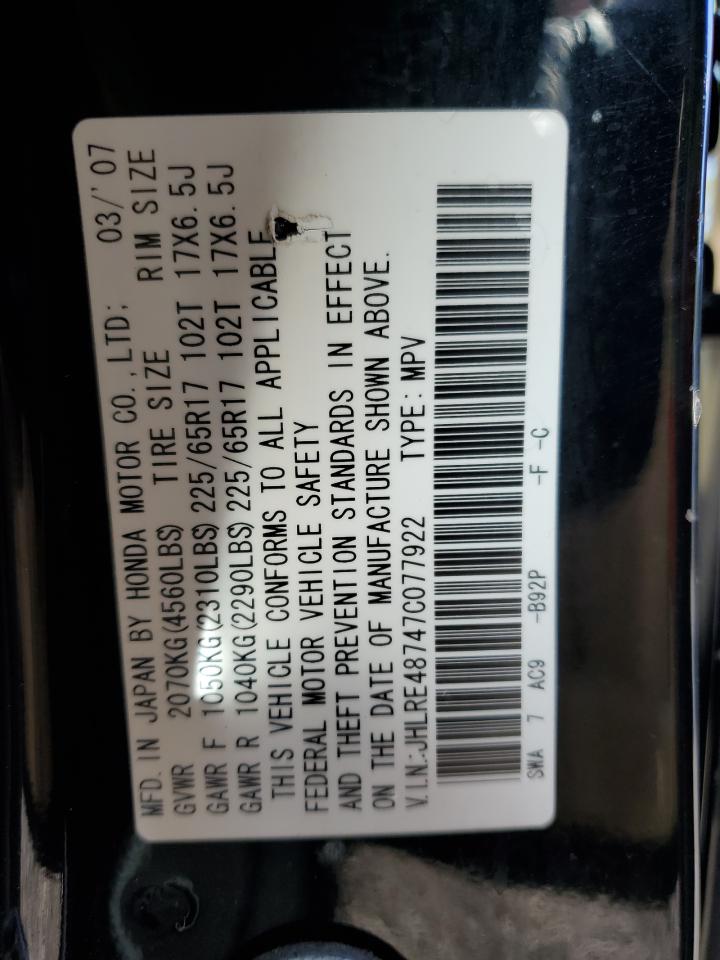 MFD. IN JAPAN BY HONDA MOTOR CO., LTD; 03/'07
GVWR 2070KG(4560LBS) TIRE SIZE RIM SIZE
GAWR F 1050KG(2310LBS) 225/65R17 102T 17X6.5J
GAWR R 1040KG(2290LBS) 225/65R17 102T 17X6.5J
THIS VEHICLE CONFORMS TO ALL APPLICABLE
FEDERAL MOTOR VEHICLE SAFETY
AND THEFT PREVENTION STANDARDS IN EFFECT
ON THE DATE OF MANUFACTURE SHOWN ABOVE.
V.I.N.:JHLRE48747C077922 TYPE: MPV
SWA 7 AC9 -B92P -F -C